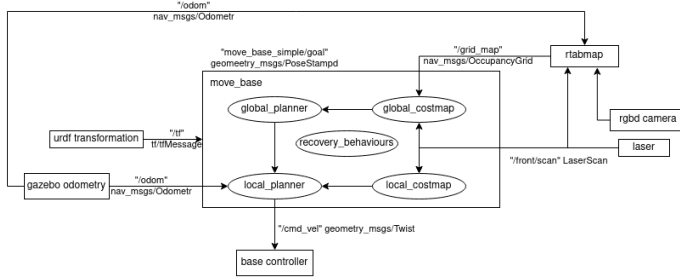 "/odom"
nav_msgs/Odometr
"move_base_simple/goal"
geomeetry_msgs/PoseStampd
"/grid_map"
nav_msgs/OccupancyGrid
rtabmap
move_base
global_planner
global_costmap
rgbd camera
urdf transformation
"/tf"
tf/tfMessage
recovery_behaviours
laser
"/front/scan" LaserScan
gazebo odometry
"/odom"
nav_msgs/Odometr
local_planner
local_costmap
"/cmd_vel" geometry_msgs/Twist
base controller